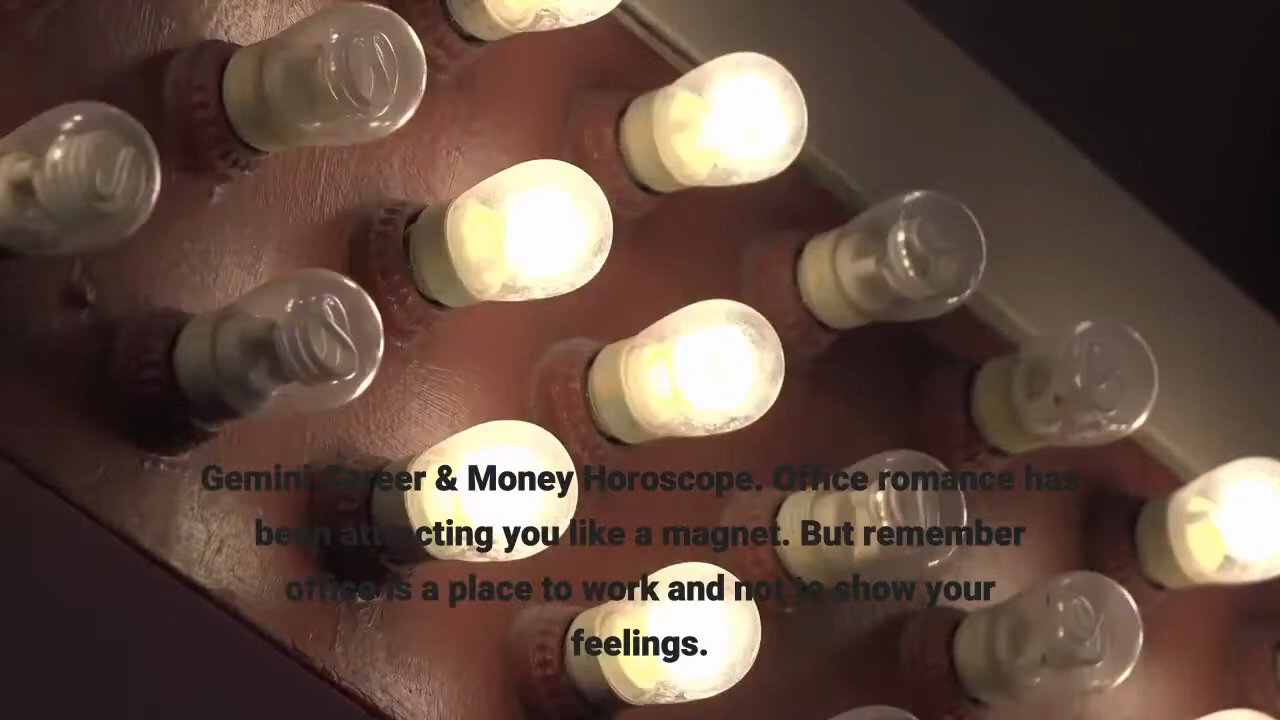 Gemini Career & Money Horoscope. Office romance has
been attracting you like a magnet. But remember
office is a place to work and not to show your
feelings.